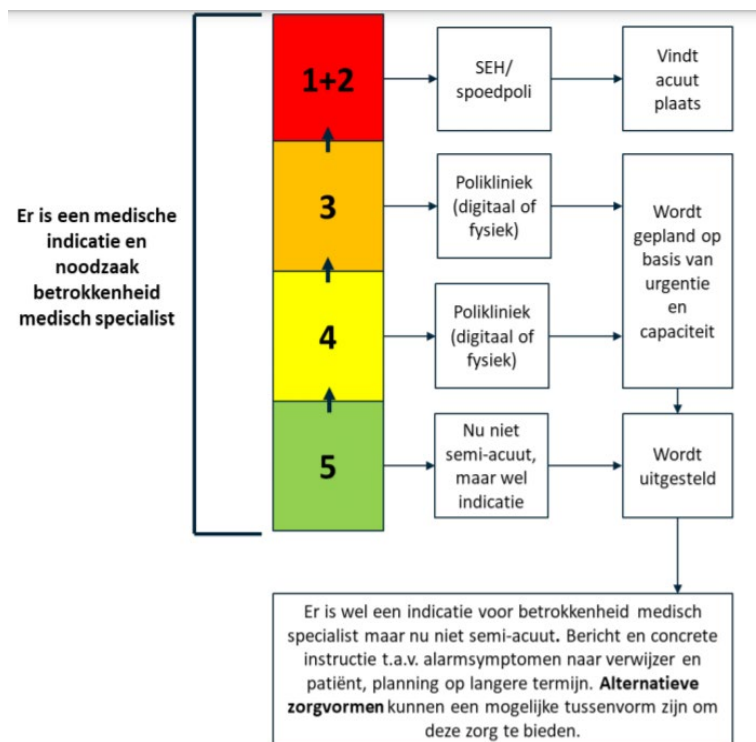 1+2
SEH/
spoedpoli
Vindt
acuut
plaats
Er is een medische
indicatie en
noodzaak
betrokkenheid
medisch specialist
3
Polikliniek
(digitaal of
fysiek)
Wordt
gepland op
basis van
urgentie
en
capaciteit
4
Polikliniek
(digitaal of
fysiek)
5
Nu niet
semi-acuut,
maar wel
indicatie
Wordt
uitgesteld
Er is wel een indicatie voor betrokkenheid medisch
specialist maar nu niet semi-acuut. Bericht en concrete
instructie t.a.v. alarmsymptomen naar verwijzer en
patiënt, planning op langere termijn. Alternatieve
zorgvormen kunnen een mogelijke tussenvorm zijn om
deze zorg te bieden.